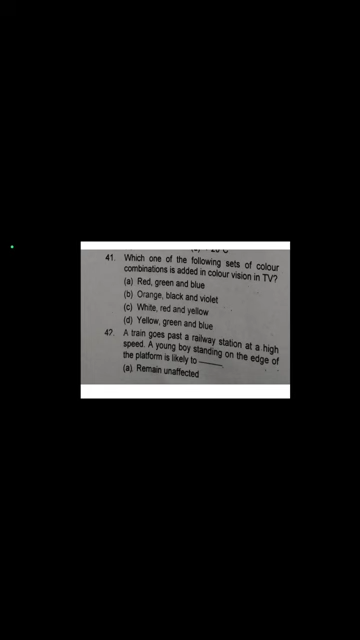 41. Which one of the following sets of colour
combinations is added in colour vision in TV?
(a) Red, green and blue
(b) Orange, black and violet
(c) White, red and yellow
(d) Yellow, green and blue
42. A train goes past a railway station at a high
speed. A young boy standing on the edge of
the platform is likely to ______
(a). Remain unaffected